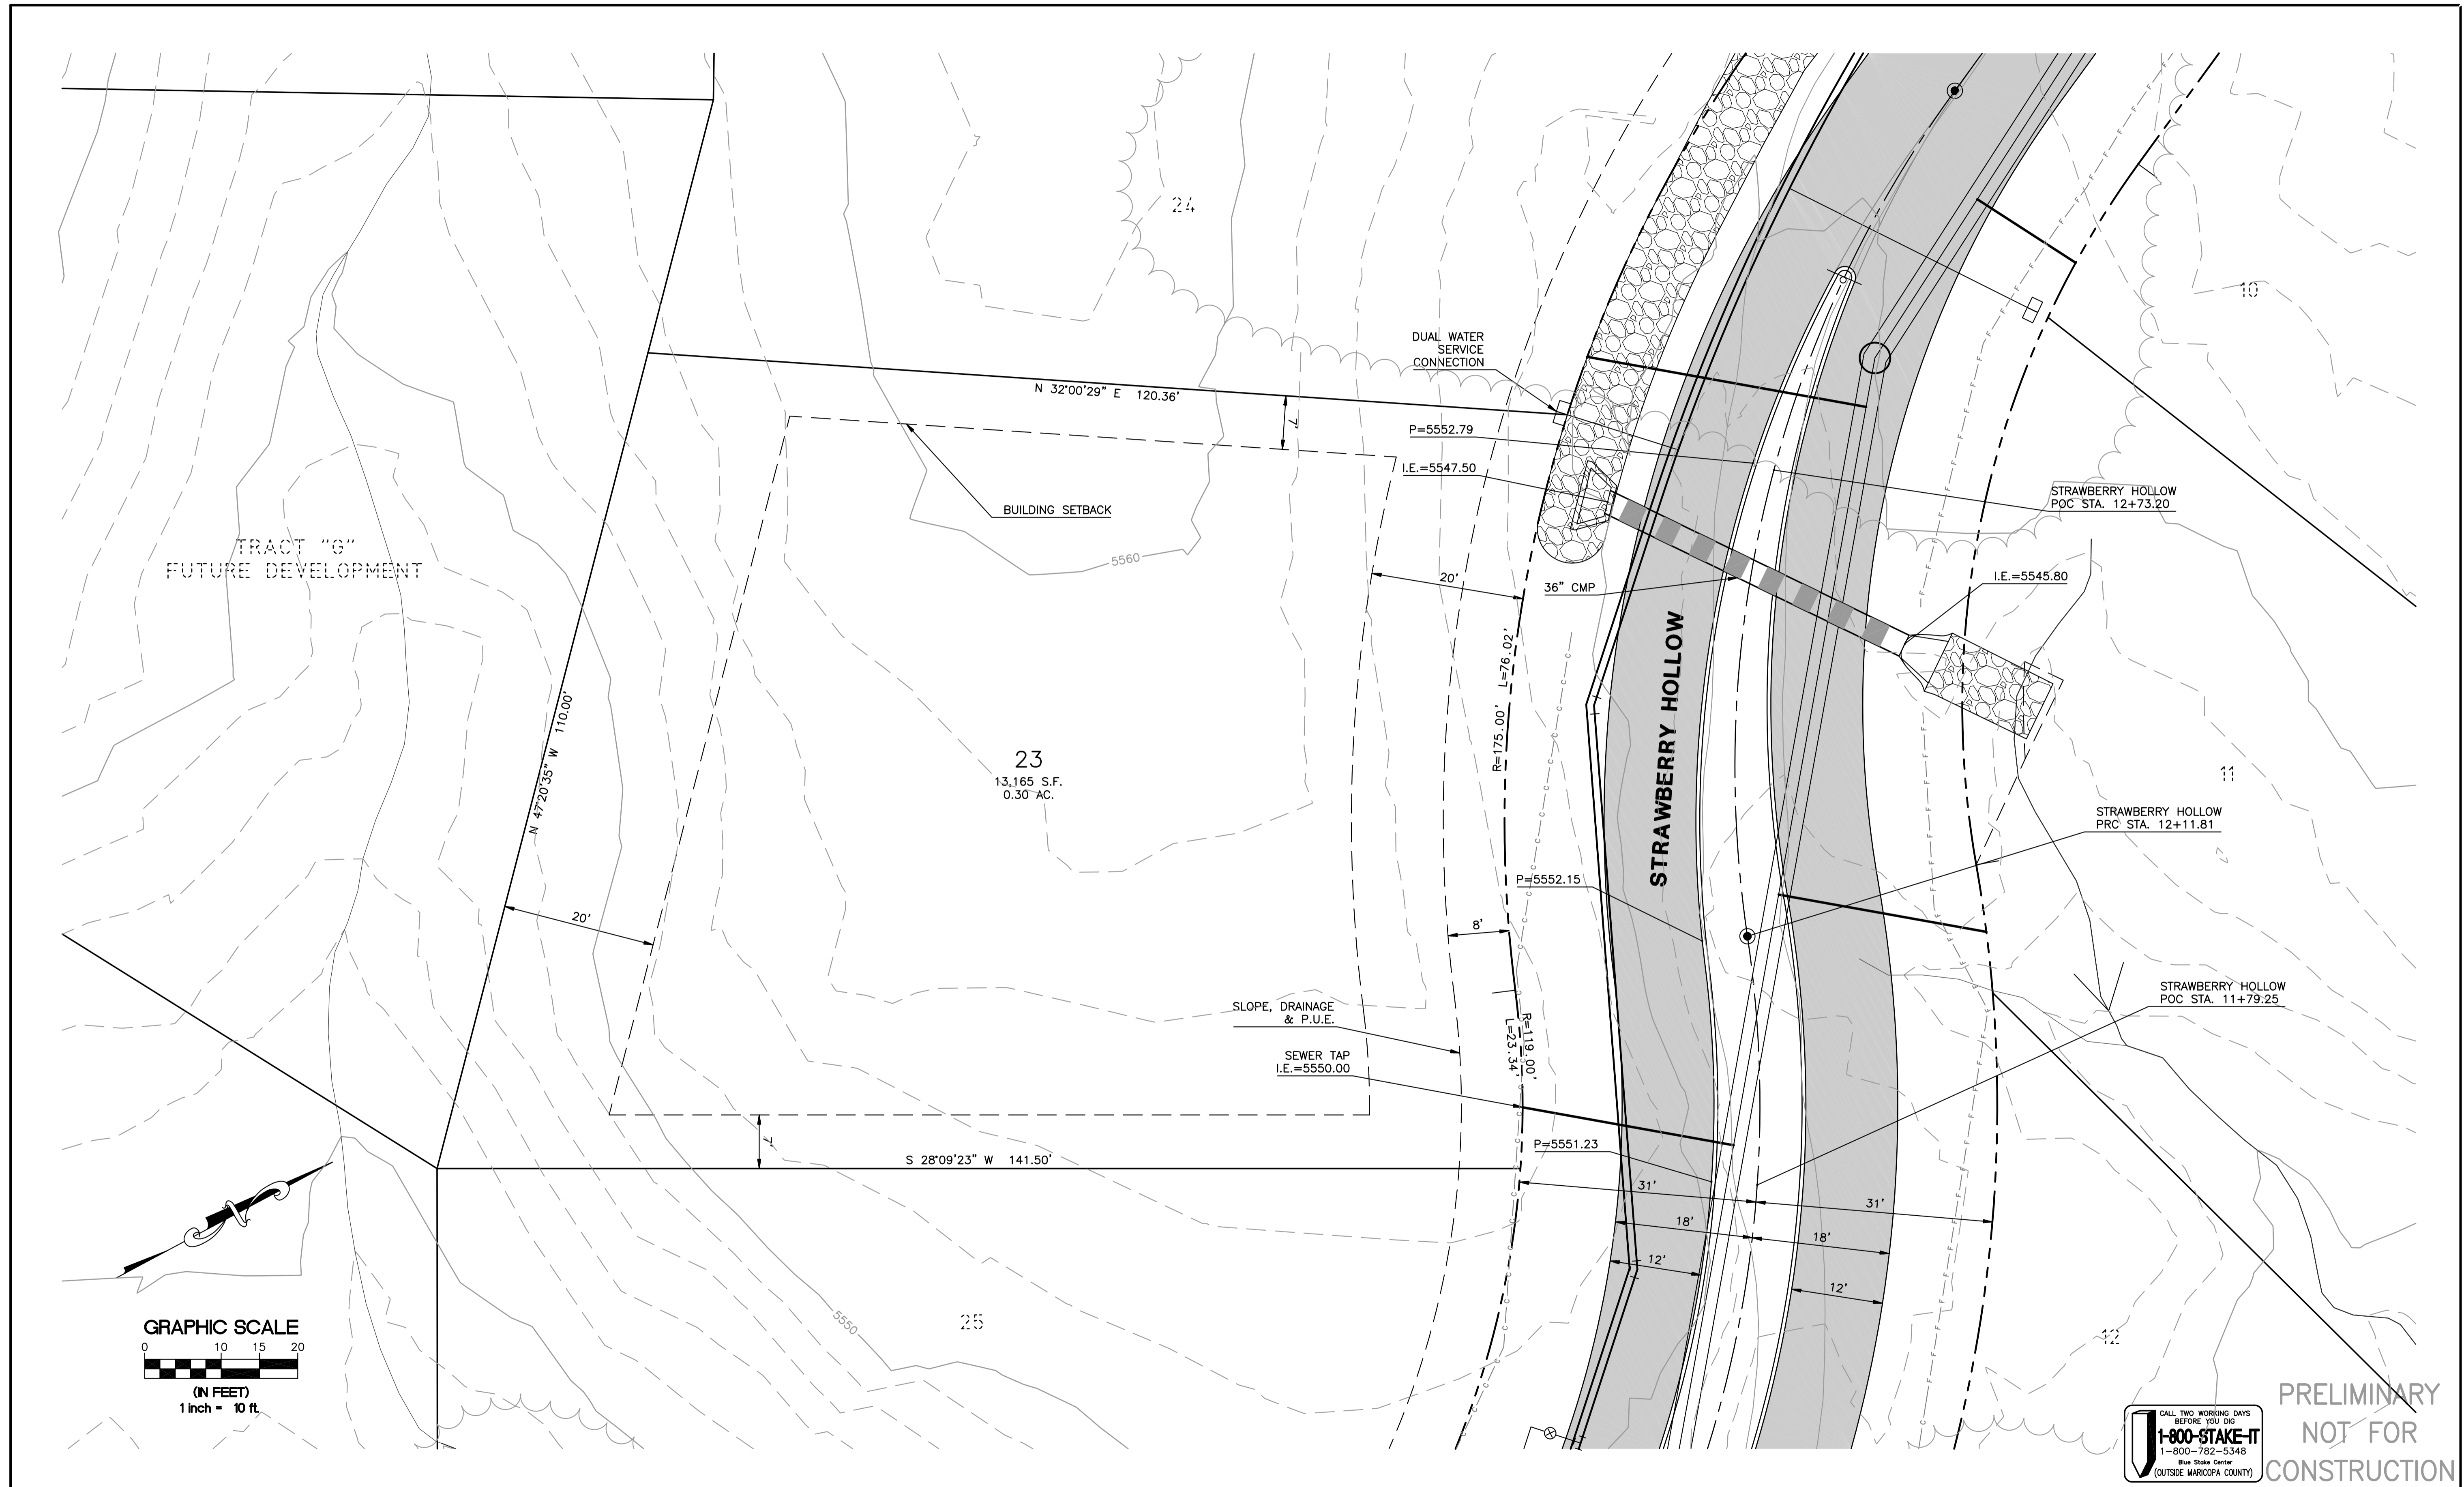 24
10
DUAL WATER
SERVICE
CONNECTION
N 32°00'29" E 120.36'
7'
P=5552.79
I.E.=5547.50
STRAWBERRY HOLLOW
POC STA. 12+73.20
BUILDING SETBACK
5560
TRACT "G"
FUTURE DEVELOPMENT
20'
36" CMP
I.E.=5545.80
STRAWBERRY HOLLOW
R=175.00' L=76.02'
N 47°20'35" W 110.00'
23
13,165 S.F.
0.30 AC.
11
STRAWBERRY HOLLOW
PRC STA. 12+11.81
P=5552.15
20'
8'
STRAWBERRY HOLLOW
POC STA. 11+79.25
SLOPE, DRAINAGE
& P.U.E.
R=119.00'
L=23.34'
SEWER TAP
I.E.=5550.00
7'
P=5551.23
S 28°09'23" W 141.50'
31'
31'
18'
18'
12'
12'
N
25
5550
12
GRAPHIC SCALE
0 10 15 20
(IN FEET)
1 inch = 10 ft.
CALL TWO WORKING DAYS
BEFORE YOU DIG
1-800-STAKE-IT
1-800-782-5348
Blue Stake Center
(OUTSIDE MARICOPA COUNTY)
PRELIMINARY
NOT FOR
CONSTRUCTION